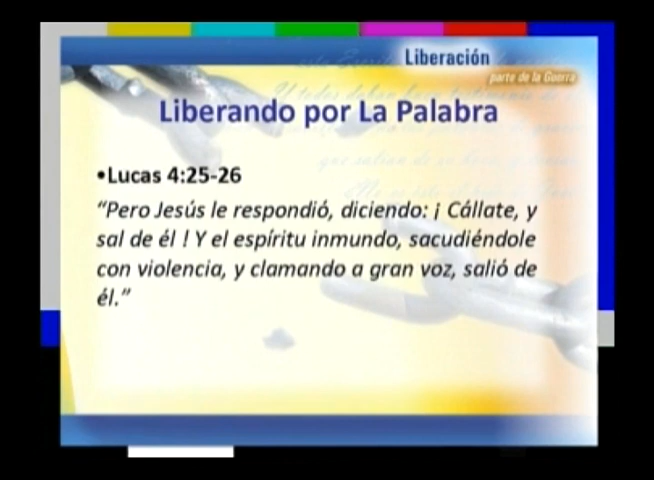 Liberación
parte de la Guerra
Liberando por La Palabra
•Lucas 4:25-26
“Pero Jesús le respondió, diciendo: ¡ Cállate, y
sal de él ! Y el espíritu inmundo, sacudiéndole
con violencia, y clamando a gran voz, salió de
él.”